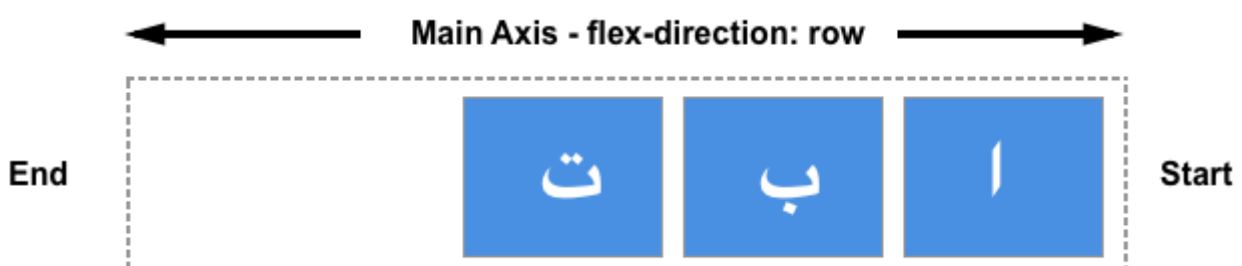 Main Axis - flex-direction: row
End
ت ب ا
Start